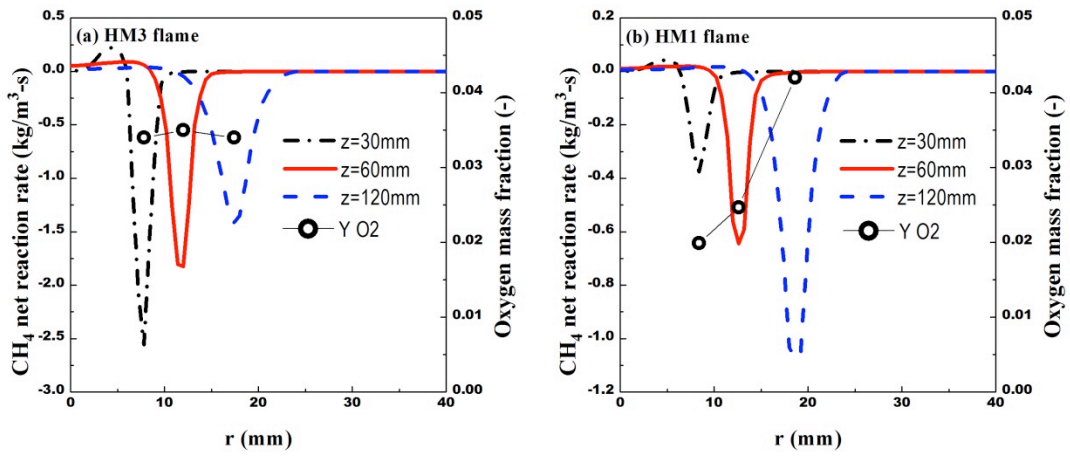 (a) HM3 flame
CH4 net reaction rate (kg/m3-s)
0.5
0.0
-0.5
-1.0
-1.5
-2.0
-2.5
-3.0
0 10 20 30 40
r (mm)
0.05
0.04
0.03
0.02
0.01
0.00
Oxygen mass fraction (-)
z=30mm
z=60mm
z=120mm
Y O2
(b) HM1 flame
CH4 net reaction rate (kg/m3-s)
0.2
0.0
-0.2
-0.4
-0.6
-0.8
-1.0
-1.2
0 10 20 30 40
r (mm)
0.05
0.04
0.03
0.02
0.01
0.00
Oxygen mass fraction (-)
z=30mm
z=60mm
z=120mm
Y O2